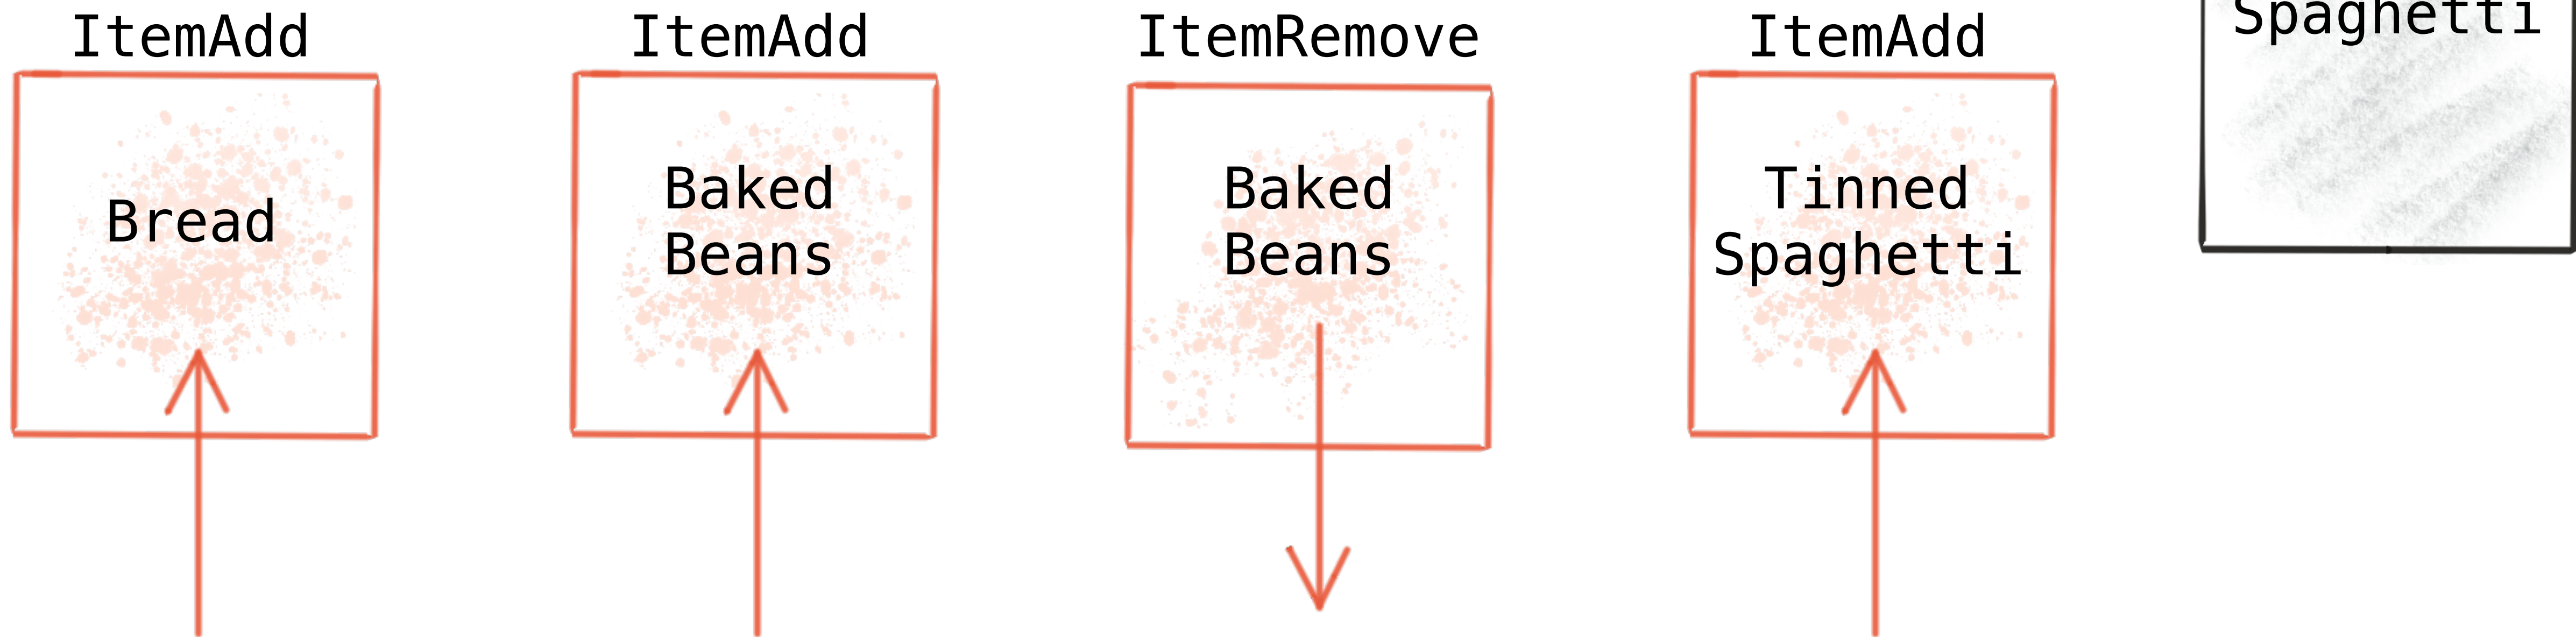 ItemAdd
Bread
ItemAdd
Baked
Beans
ItemRemove
Baked
Beans
ItemAdd
Tinned
Spaghetti
Spaghetti